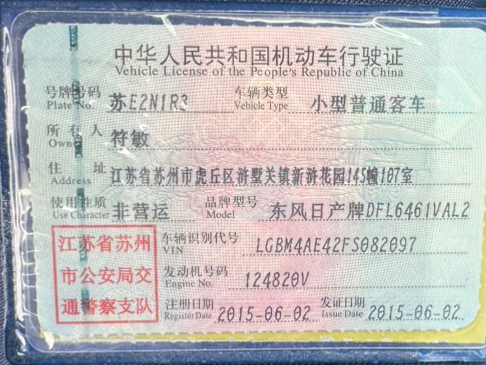 中华人民共和国机动车行驶证
Vehicle License of the People's Republic of China
号牌号码 Plate No. 苏E2N1R3 车辆类型 Vehicle Type 小型普通客车
所有人 Owner 符敏
住址 Address 江苏省苏州市虎丘区浒墅关镇新浒花园145幢107室
使用性质 Use Character 非营运 品牌型号 Model 东风日产牌DFL6461VAL2
江苏省苏州市公安局交通警察支队
车辆识别代号 VIN LGBM4AE42FS082097
发动机号码 Engine No. 124820V
注册日期 Register Date 2015-06-02 发证日期 Issue Date 2015-06-02